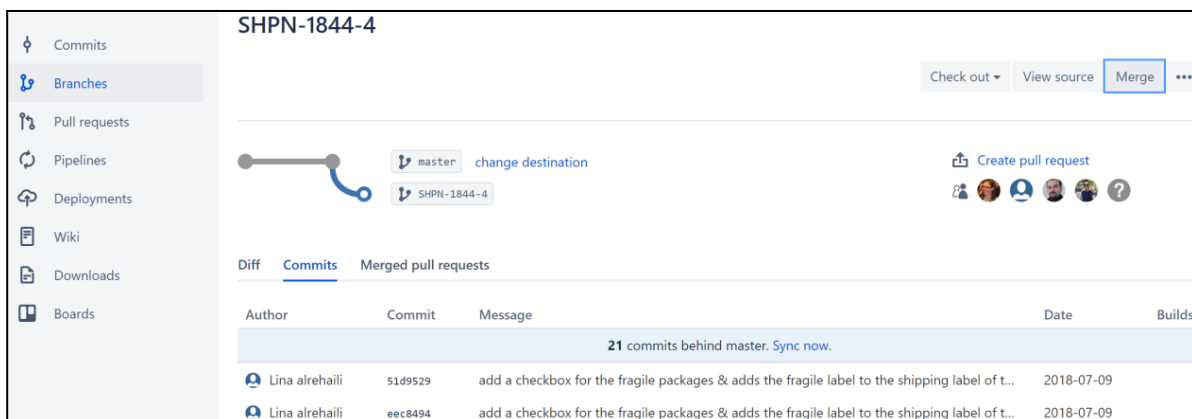 SHPN-1844-4
Commits
Branches
Pull requests
Pipelines
Deployments
Wiki
Downloads
Boards
Check out View source Merge •••
master change destination
SHPN-1844-4
Create pull request
?
Diff Commits Merged pull requests
Author Commit Message Date Builds
21 commits behind master. Sync now.
Lina alrehaili 51d9529 add a checkbox for the fragile packages & adds the fragile label to the shipping label of t... 2018-07-09
Lina alrehaili eec8494 add a checkbox for the fragile packages & adds the fragile label to the shipping label of t... 2018-07-09